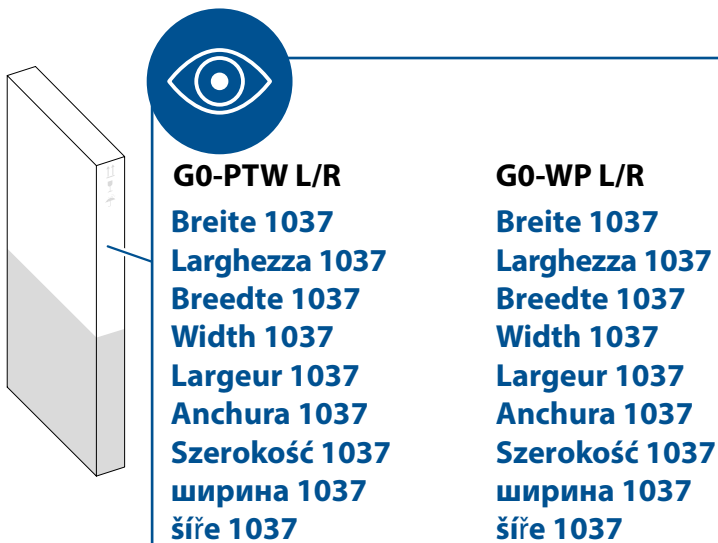 G0-PTW L/R
Breite 1037
Larghezza 1037
Breedte 1037
Width 1037
Largeur 1037
Anchura 1037
Szerokość 1037
ширина 1037
šíře 1037
G0-WP L/R
Breite 1037
Larghezza 1037
Breedte 1037
Width 1037
Largeur 1037
Anchura 1037
Szerokość 1037
ширина 1037
šíře 1037